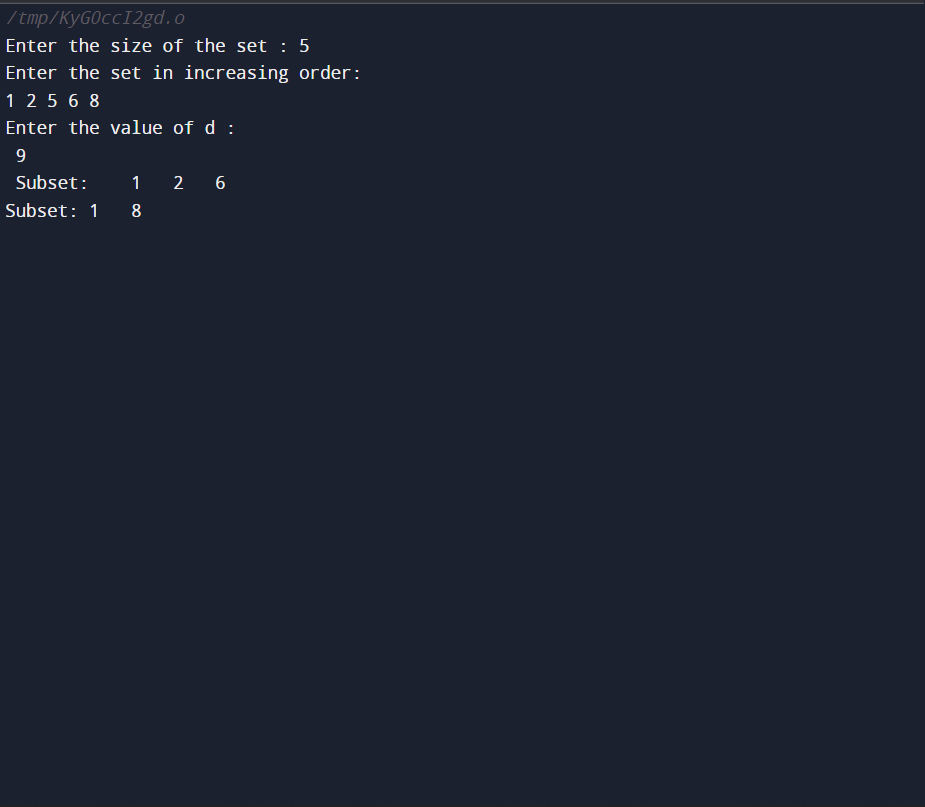 /tmp/KyG0ccI2gd.o
Enter the size of the set : 5
Enter the set in increasing order:
1 2 5 6 8
Enter the value of d :
9
Subset: 1 2 6
Subset: 1 8